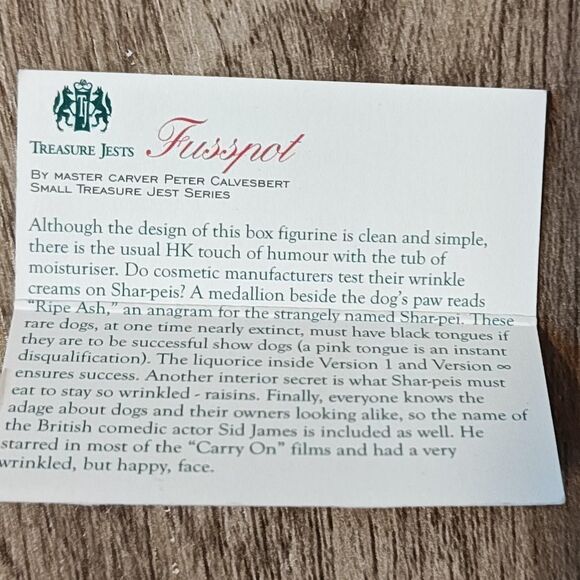 TJ
TREASURE JESTS Fusspot
BY MASTER CARVER PETER CALVESBERT
SMALL TREASURE JEST SERIES
Although the design of this box figurine is clean and simple,
there is the usual HK touch of humour with the tub of
moisturiser. Do cosmetic manufacturers test their wrinkle
creams on Shar-peis? A medallion beside the dog's paw reads
"Ripe Ash," an anagram for the strangely named Shar-pei. These
rare dogs, at one time nearly extinct, must have black tongues if
they are to be successful show dogs (a pink tongue is an instant
disqualification). The liquorice inside Version 1 and Version ∞
ensures success. Another interior secret is what Shar-peis must
eat to stay so wrinkled - raisins. Finally, everyone knows the
adage about dogs and their owners looking alike, so the name of
the British comedic actor Sid James is included as well. He
starred in most of the "Carry On" films and had a very
wrinkled, but happy, face.